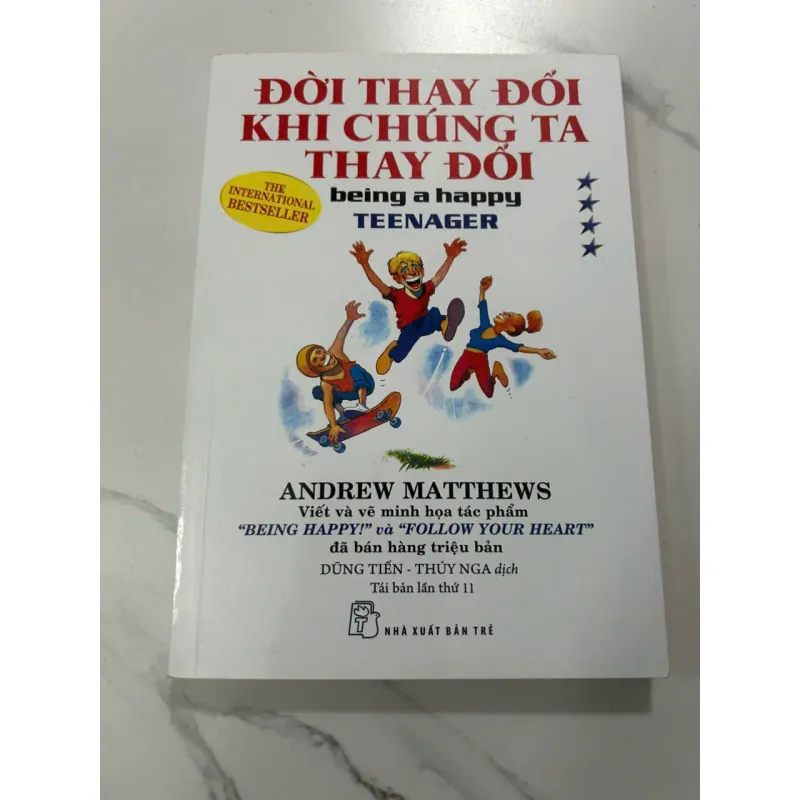 ĐỜI THAY ĐỔI
KHI CHÚNG TA
THAY ĐỔI
THE
INTERNATIONAL
BESTSELLER
being a happy
TEENAGER
ANDREW MATTHEWS
Viết và vẽ minh họa tác phẩm
“BEING HAPPY!” và “FOLLOW YOUR HEART”
đã bán hàng triệu bản
DŨNG TIẾN - THÚY NGA dịch
Tái bản lần thứ 11
NHÀ XUẤT BẢN TRẺ